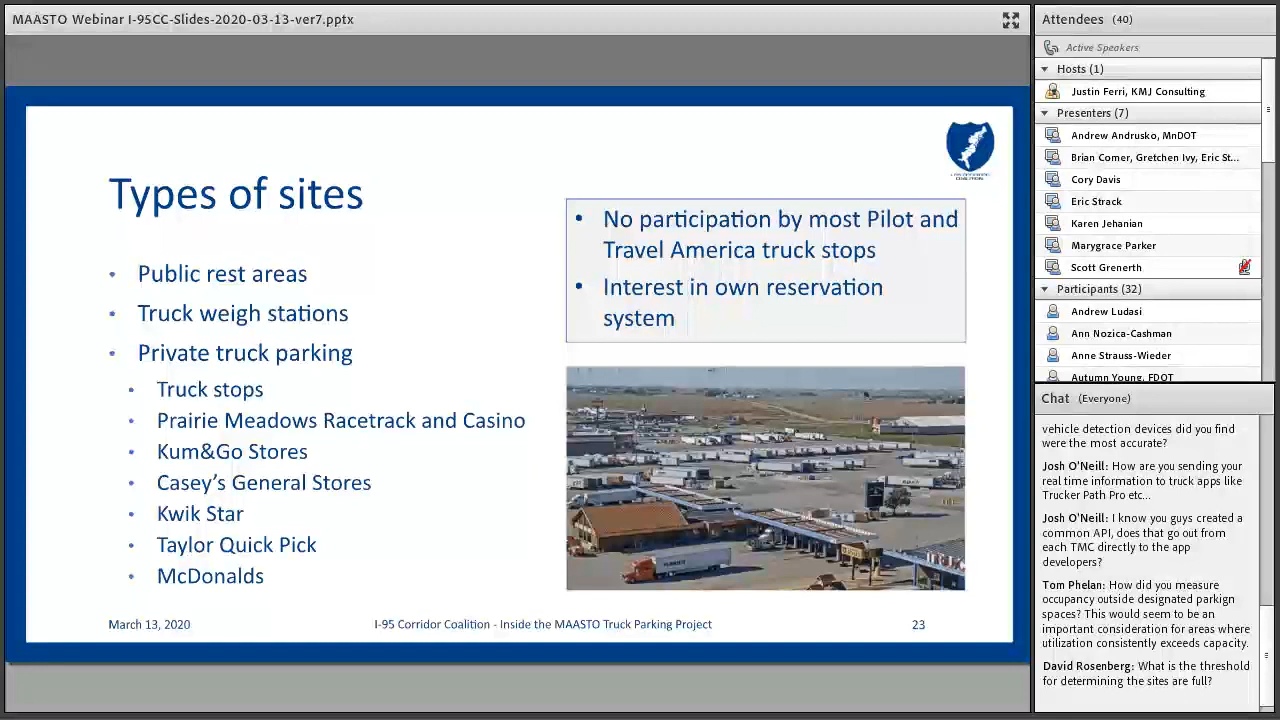 MAASTO Webinar I-95CC-Slides-2020-03-13-ver7.pptx
Types of sites
• Public rest areas
• Truck weigh stations
• Private truck parking
• Truck stops
• Prairie Meadows Racetrack and Casino
• Kum&Go Stores
• Casey's General Stores
• Kwik Star
• Taylor Quick Pick
• McDonalds
• No participation by most Pilot and
Travel America truck stops
• Interest in own reservation
system
March 13, 2020
I-95 Corridor Coalition - Inside the MAASTO Truck Parking Project
23
Attendees (40)
Active Speakers
Hosts (1)
Justin Ferri, KMJ Consulting
Presenters (7)
Andrew Andrusko, MnDOT
Brian Comer, Gretchen Ivy, Eric St...
Cory Davis
Eric Strack
Karen Jehanian
Marygrace Parker
Scott Grenerth
Participants (32)
Andrew Ludasi
Ann Nozica-Cashman
Anne Strauss-Wieder
Autumn Young, FDOT
Chat (Everyone)
vehicle detection devices did you find
were the most accurate?
Josh O'Neill: How are you sending your
real time information to truck apps like
Trucker Path Pro etc...
Josh O'Neill: I know you guys created a
common API, does that go out from
each TMC directly to the app
developers?
Tom Phelan: How did you measure
occupancy outside designated parkign
spaces? This would seem to be an
important consideration for areas where
utilization consistently exceeds capacity.
David Rosenberg: What is the threshold
for determining the sites are full?